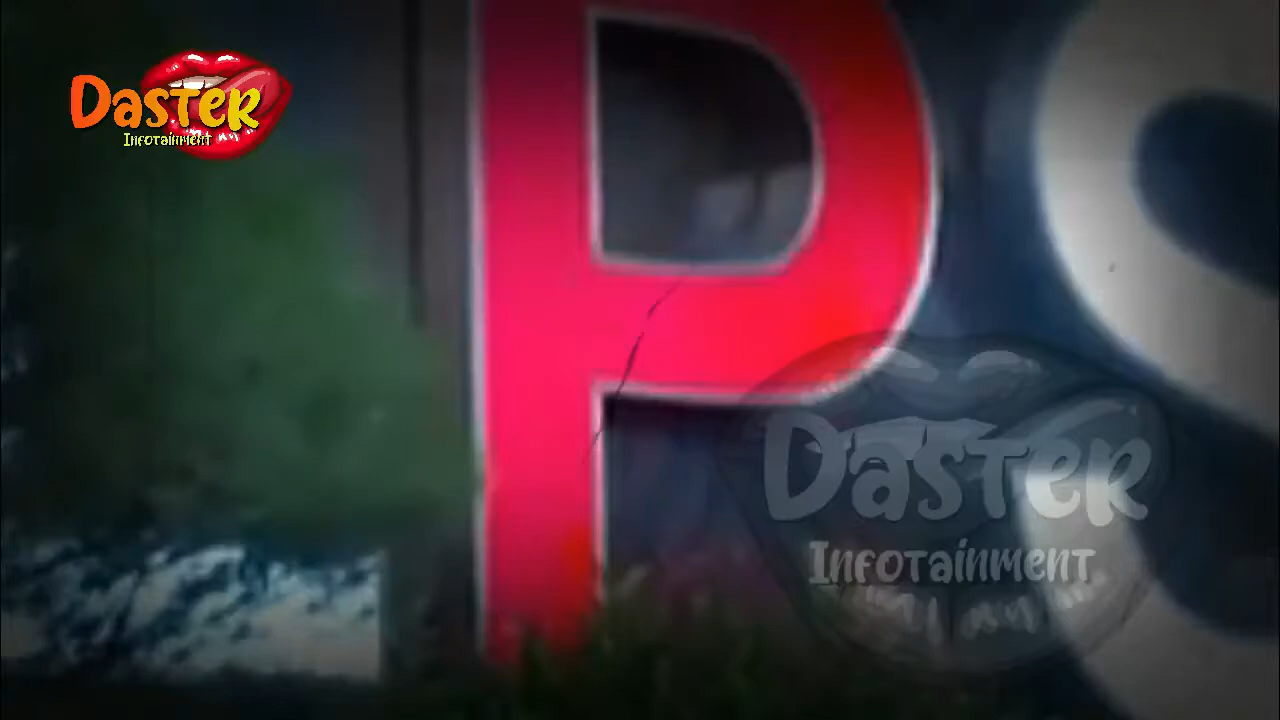 Daster
Infotainment
P S
Daster
Infotainment